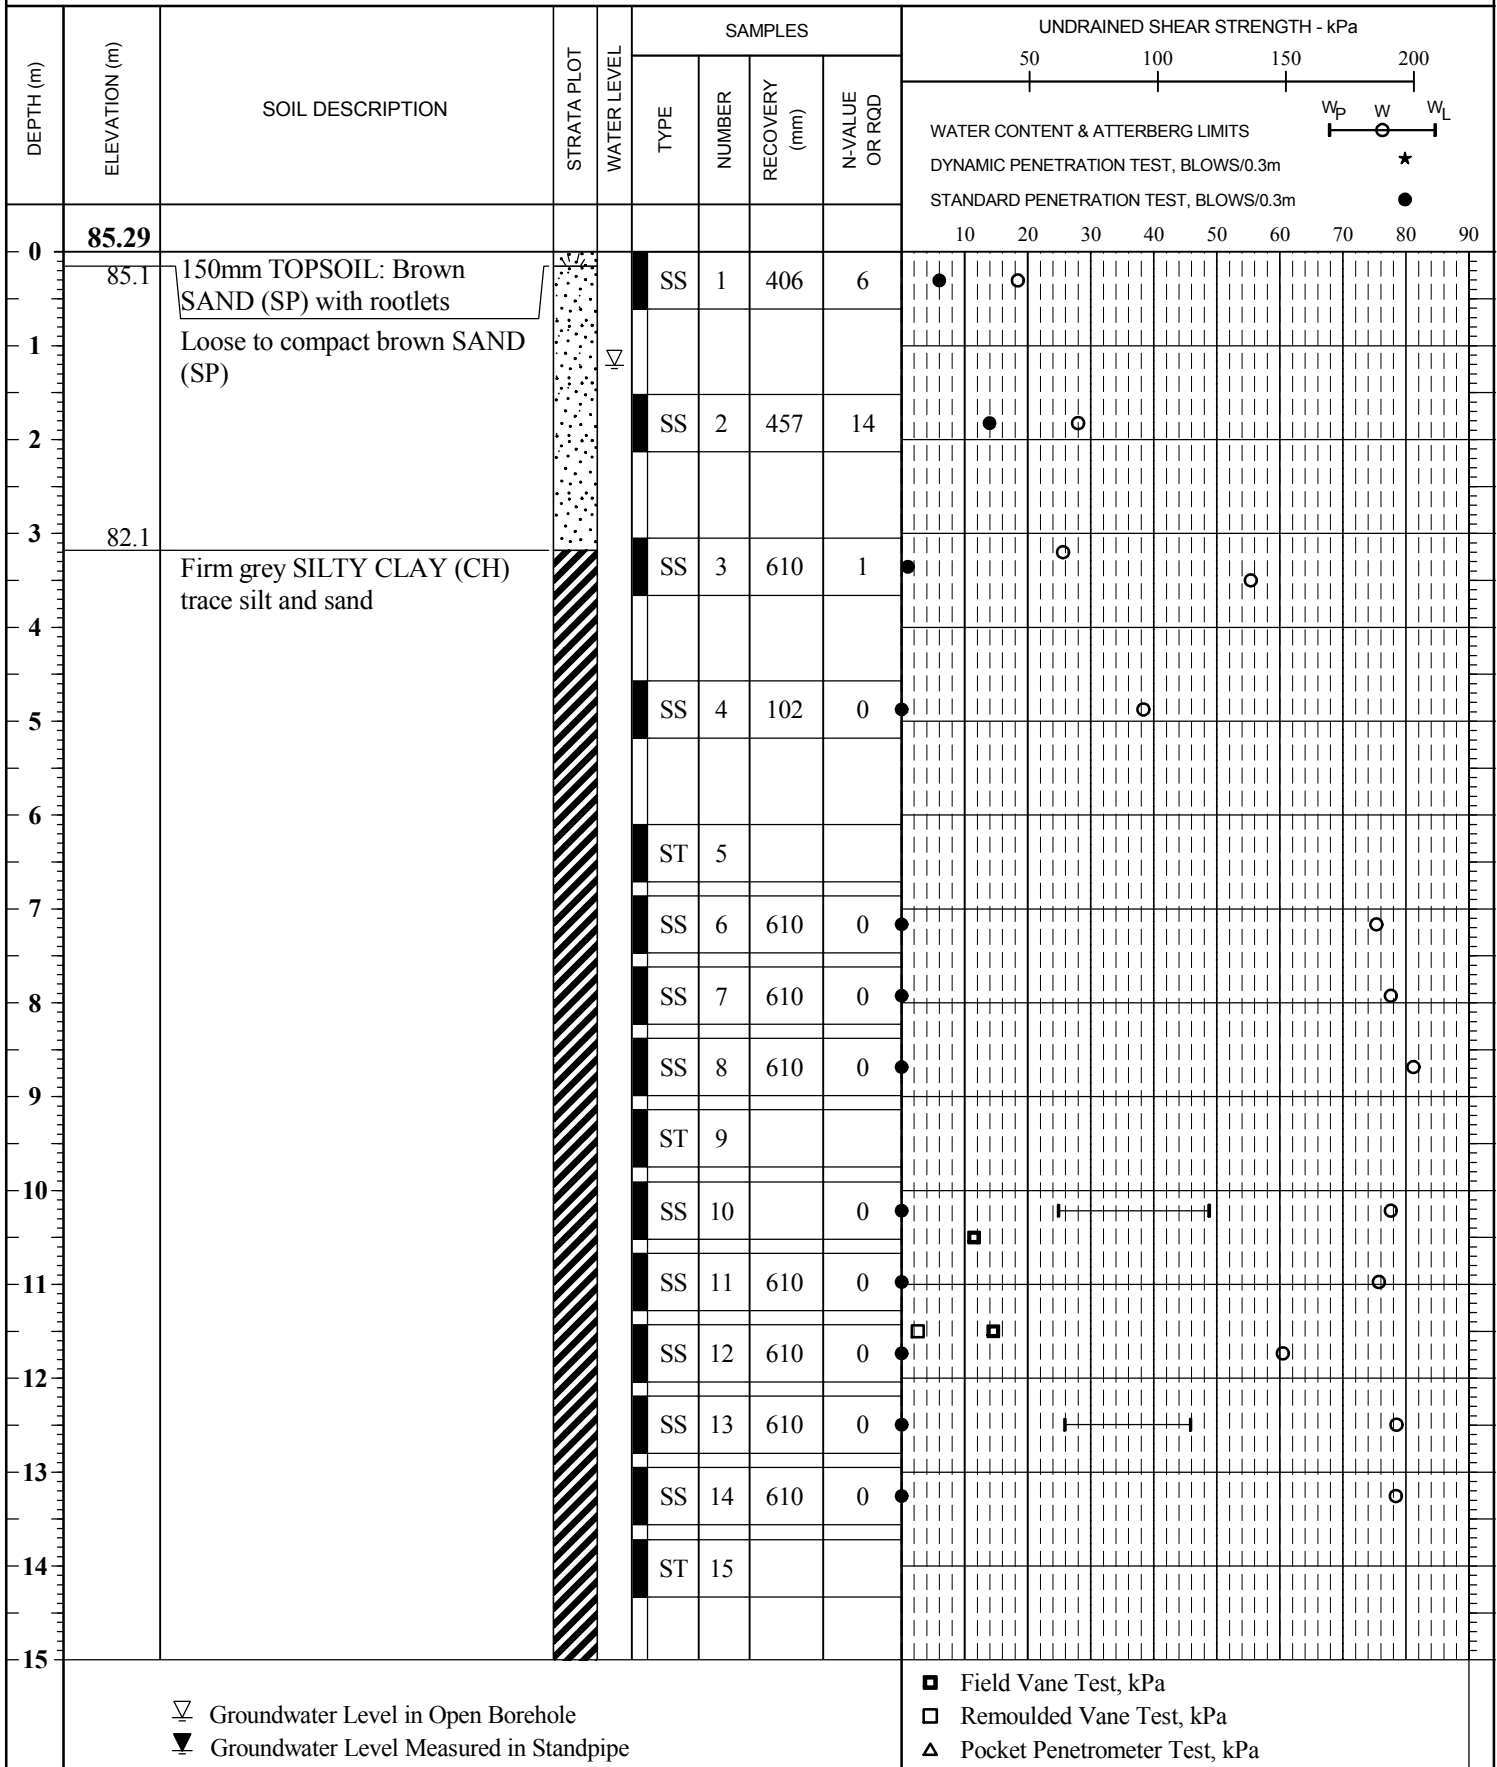 SAMPLES
UNDRAINED SHEAR STRENGTH - kPa
50 100 150 200
DEPTH (m)
ELEVATION (m)
SOIL DESCRIPTION
STRATA PLOT
WATER LEVEL
TYPE
NUMBER
RECOVERY
(mm)
N-VALUE
OR RQD
WP W WL
WATER CONTENT & ATTERBERG LIMITS
DYNAMIC PENETRATION TEST, BLOWS/0.3m ★
STANDARD PENETRATION TEST, BLOWS/0.3m ●
10 20 30 40 50 60 70 80 90
85.29
0
85.1
150mm TOPSOIL: Brown
SAND (SP) with rootlets
SS 1 406 6
1
Loose to compact brown SAND
(SP)
SS 2 457 14
2
3
82.1
Firm grey SILTY CLAY (CH)
trace silt and sand
SS 3 610 1
4
SS 4 102 0
5
6
ST 5
7
SS 6 610 0
SS 7 610 0
8
SS 8 610 0
9
ST 9
10
SS 10 0
11
SS 11 610 0
SS 12 610 0
12
SS 13 610 0
13
SS 14 610 0
14
ST 15
15
Groundwater Level in Open Borehole
Groundwater Level Measured in Standpipe
Field Vane Test, kPa
Remoulded Vane Test, kPa
Pocket Penetrometer Test, kPa